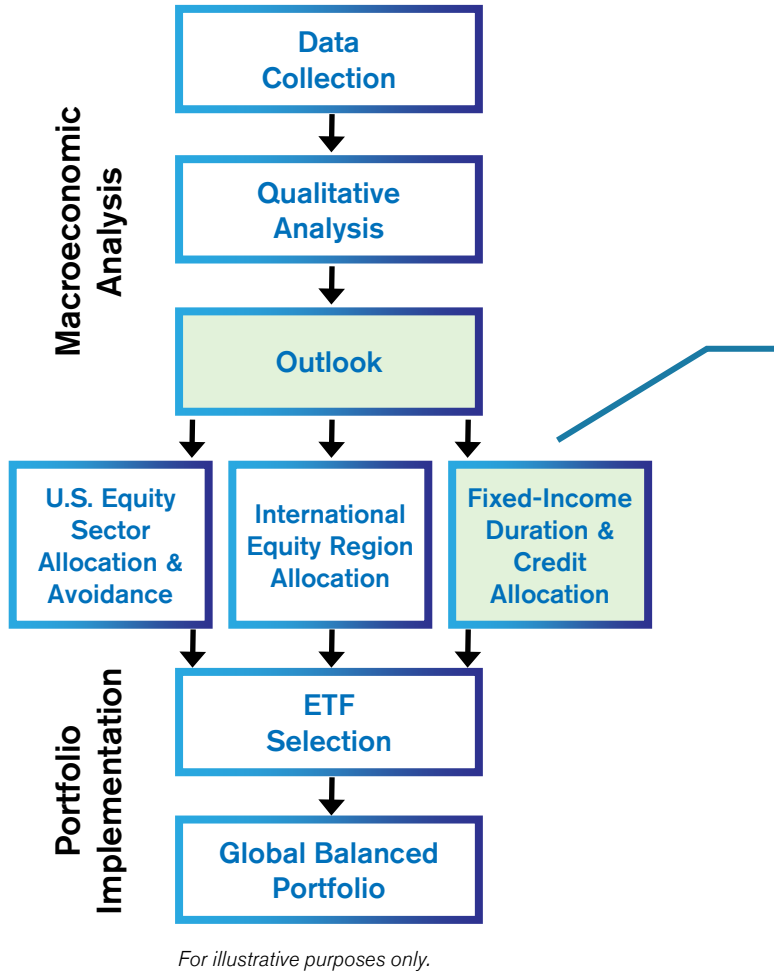 Macroeconomic
Analysis
Data
Collection
Qualitative
Analysis
Outlook
U.S. Equity
Sector
Allocation &
Avoidance
International
Equity Region
Allocation
Fixed-Income
Duration &
Credit
Allocation
Portfolio
Implementation
ETF
Selection
Global Balanced
Portfolio
For illustrative purposes only.